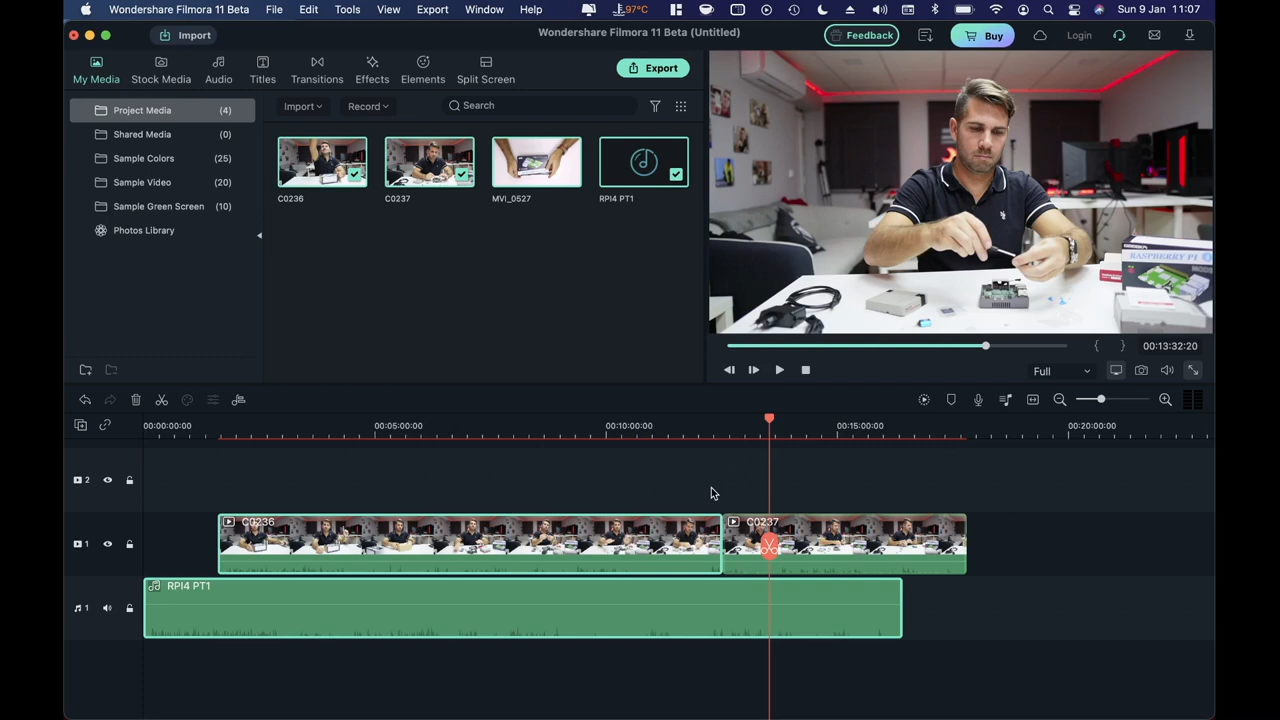 Wondershare Filmora 11 Beta File Edit Tools View Export Window Help 97°C Sun 9 Jan 11:07
Import Wondershare Filmora 11 Beta (Untitled) Feedback Buy Login
My Media Stock Media Audio Titles Transitions Effects Elements Split Screen Export
Project Media (4)
Shared Media (0)
Sample Colors (25)
Sample Video (20)
Sample Green Screen (10)
Photos Library
Import Record Search
C0236 C0237 MVI_0527 RPI4 PT1
RASPBERRY PI
{ } 00:13:32:20
Full
00:00:00:00 00:05:00:00 00:10:00:00 00:15:00:00 00:20:00:00
2
1 C0236 C0237
1 RPI4 PT1